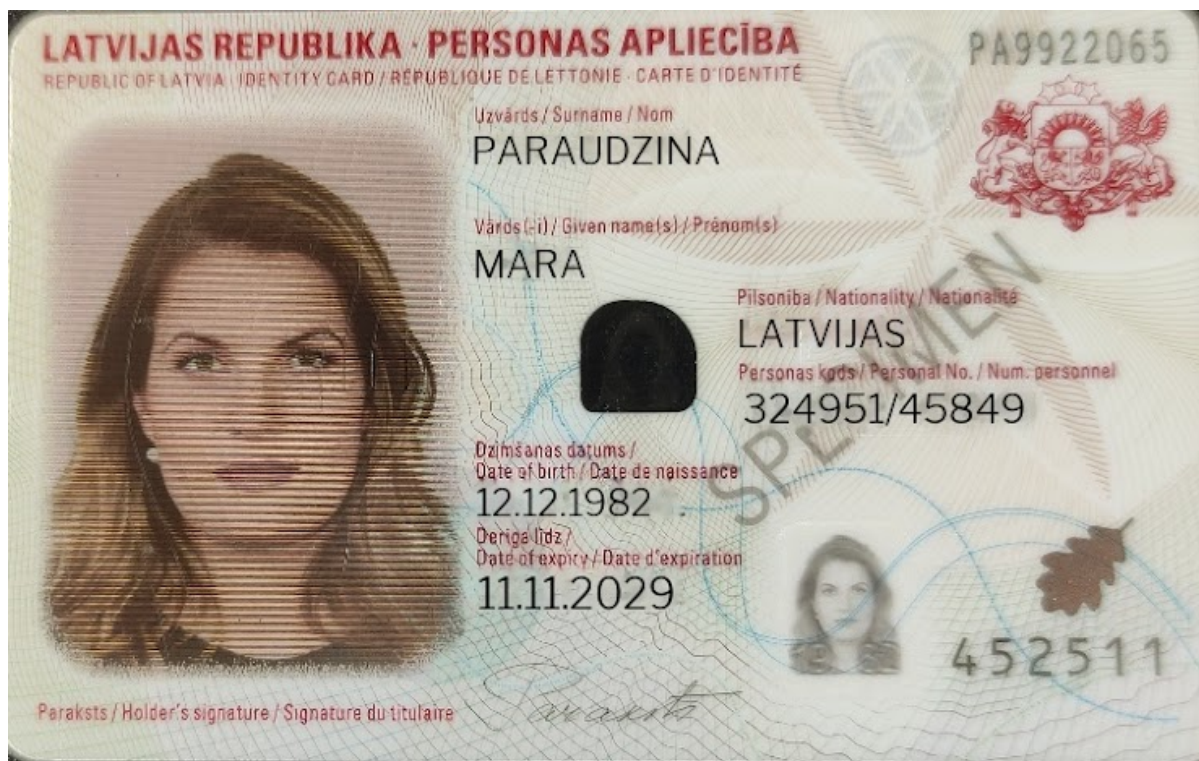 LATVIJAS REPUBLIKA · PERSONAS APLIECĪBA
REPUBLIC OF LATVIA · IDENTITY CARD / RÉPUBLIQUE DE LETTONIE · CARTE D'IDENTITÉ
PA9922065
Uzvārds / Surname / Nom
PARAUDZINA
Vārds(-i) / Given name(s) / Prénom(s)
MARA
Pilsonība / Nationality / Nationalité
LATVIJAS
Personas kods / Personal No. / Num. personnel
324951/45849
SPECIMEN
Dzimšanas datums /
Date of birth / Date de naissance
12.12.1982
Derīga līdz /
Date of expiry / Date d'expiration
11.11.2029
452511
Paraksts / Holder's signature / Signature du titulaire
Paraksts